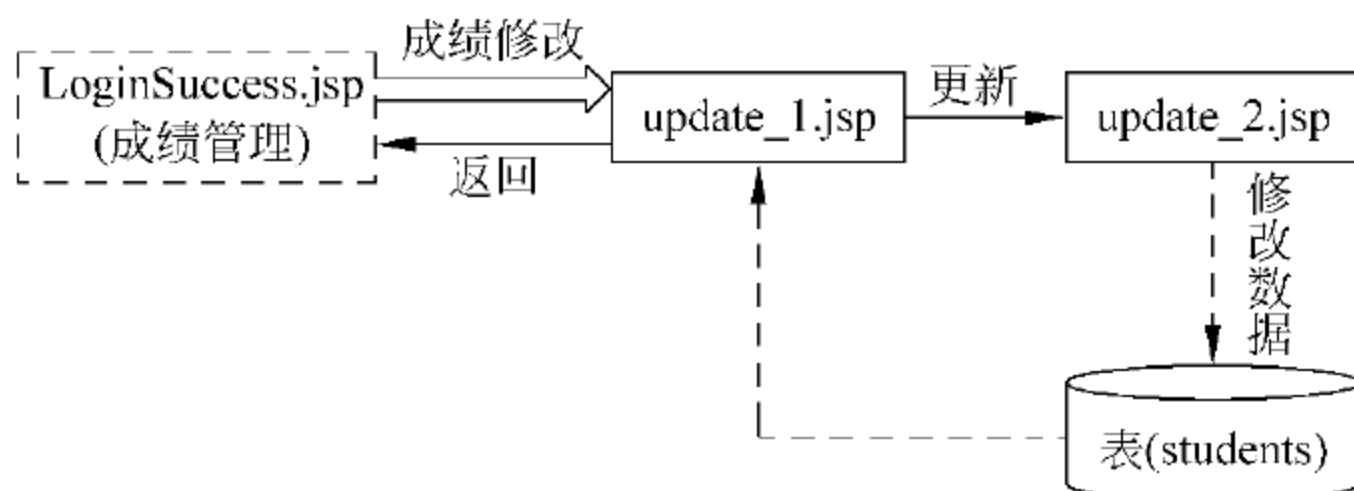 成绩修改
LoginSuccess.jsp
(成绩管理)
返回
update_1.jsp
更新
update_2.jsp
修改数据
表(students)